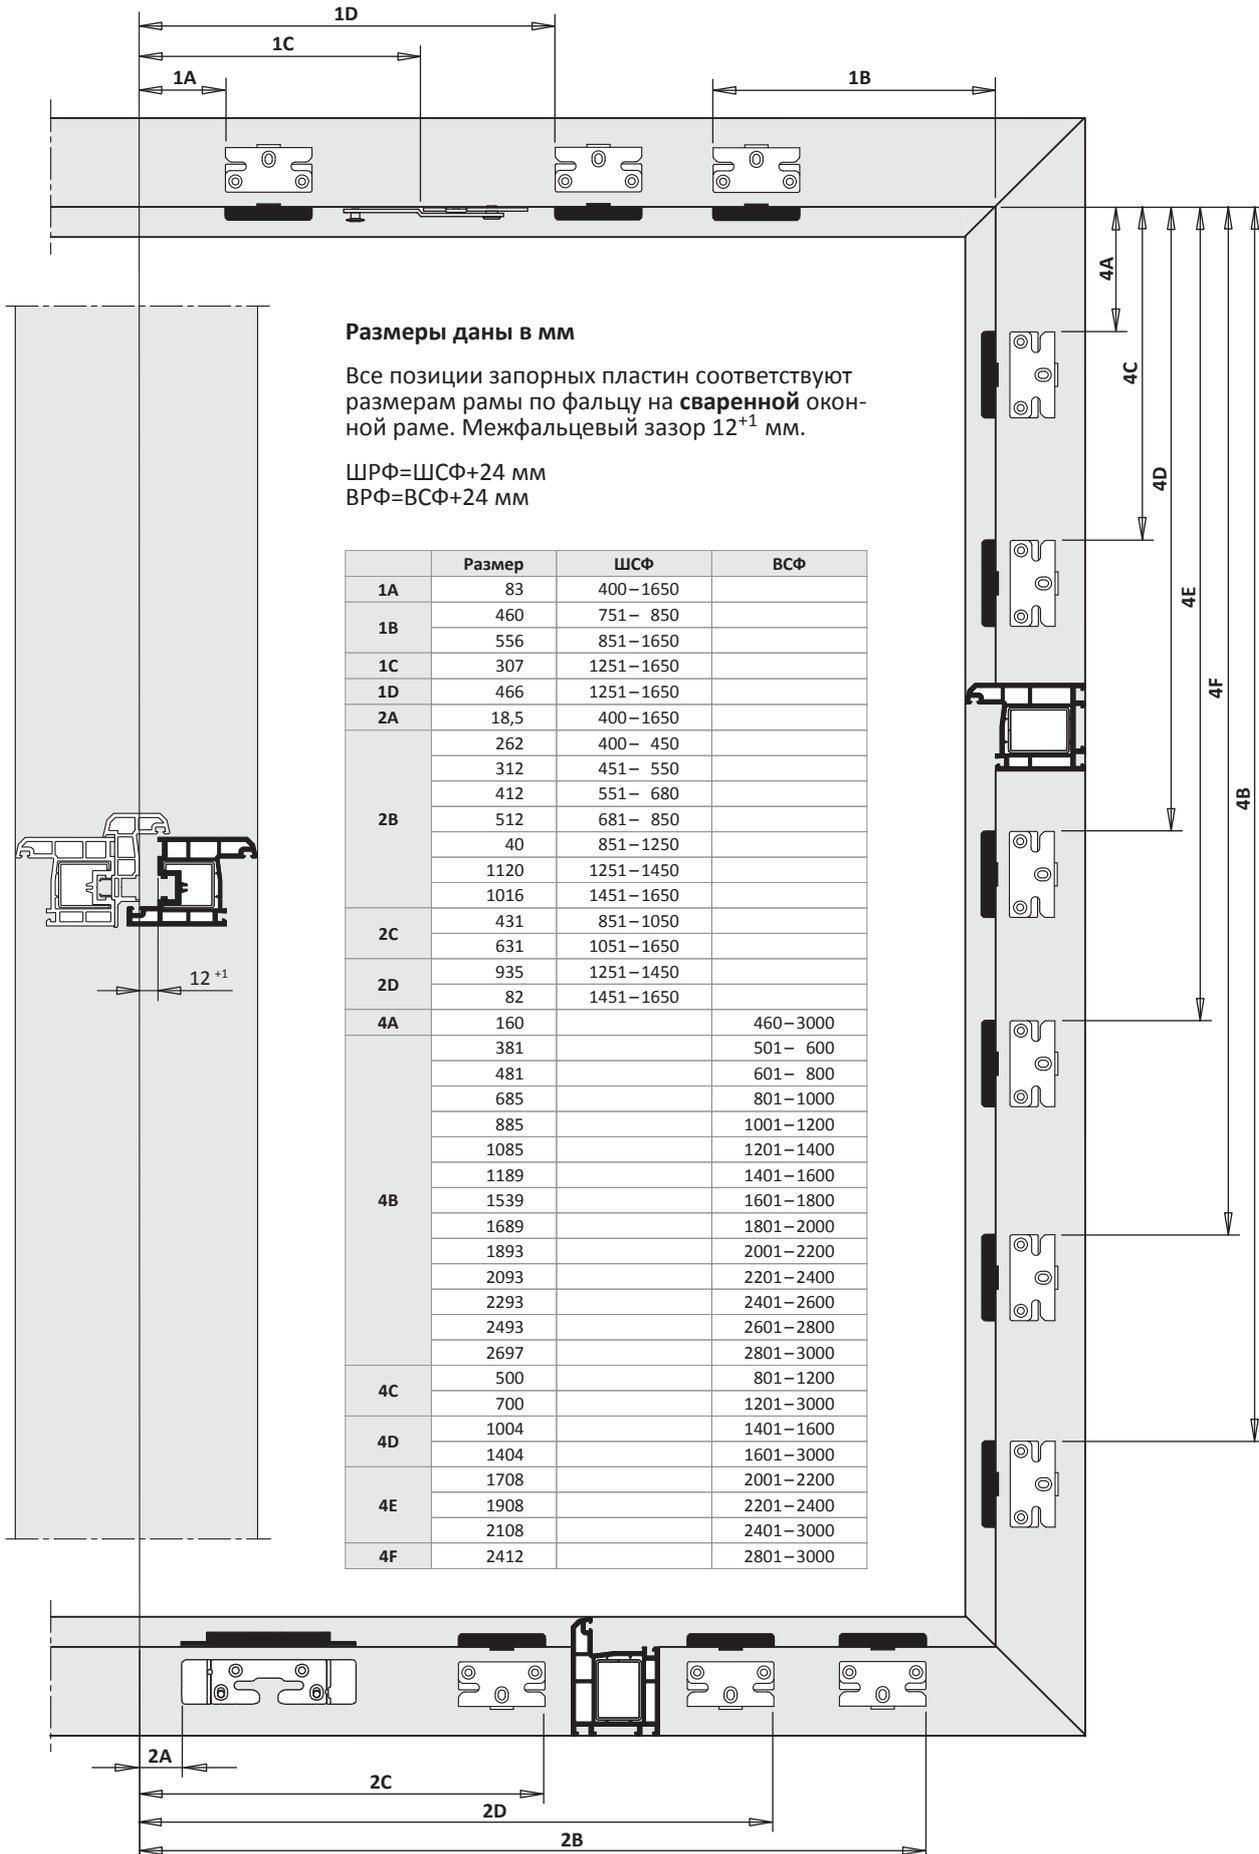 1D
1C
1A
1B
Размеры даны в мм
Все позиции запорных пластин соответствуют
размерам рамы по фальцу на сваренной окон-
ной раме. Межфальцевый зазор 12+1 мм.
ШРФ=ШСФ+24 мм
ВРФ=ВСФ+24 мм
Размер ШСФ ВСФ
1A 83 400–1650
1B 460 751– 850
556 851–1650
1C 307 1251–1650
1D 466 1251–1650
2A 18,5 400–1650
2B 262 400– 450
312 451– 550
412 551– 680
512 681– 850
40 851–1250
1120 1251–1450
1016 1451–1650
2C 431 851–1050
631 1051–1650
2D 935 1251–1450
82 1451–1650
4A 160 460–3000
4B 381 501– 600
481 601– 800
685 801–1000
885 1001–1200
1085 1201–1400
1189 1401–1600
1539 1601–1800
1689 1801–2000
1893 2001–2200
2093 2201–2400
2293 2401–2600
2493 2601–2800
2697 2801–3000
4C 500 801–1200
700 1201–3000
4D 1004 1401–1600
1404 1601–3000
4E 1708 2001–2200
1908 2201–2400
2108 2401–3000
4F 2412 2801–3000
4A
4C
4D
4E
4F
4B
12 +1
2A
2C
2D
2B